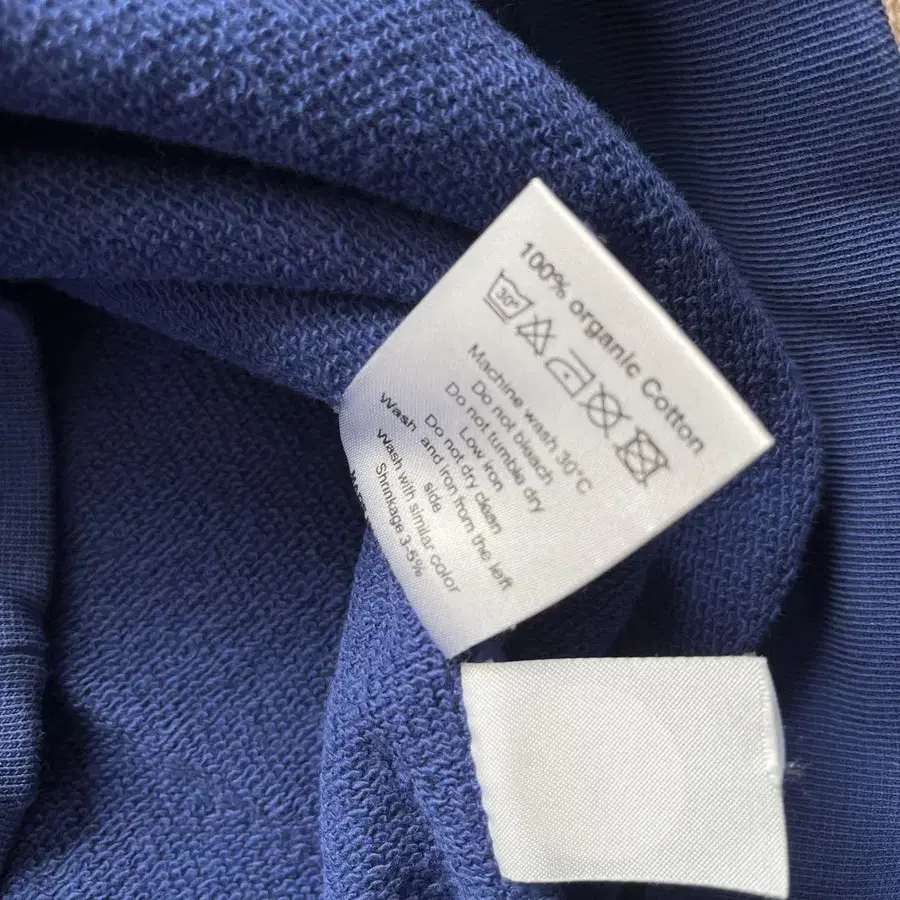 100% organic Cotton
30°
Machine wash 30°C
Do not bleach
Do not tumble dry
Low iron
Do not dry clean
Wash and iron from the left
side
Wash with similar color
Shrinkage 3-5%